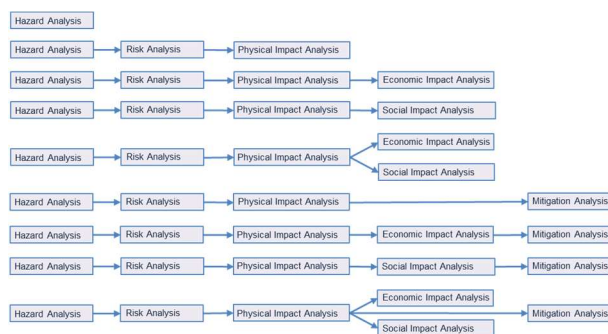 Hazard Analysis
Hazard Analysis Risk Analysis Physical Impact Analysis
Hazard Analysis Risk Analysis Physical Impact Analysis Economic Impact Analysis
Hazard Analysis Risk Analysis Physical Impact Analysis Social Impact Analysis
Economic Impact Analysis
Hazard Analysis Risk Analysis Physical Impact Analysis
Social Impact Analysis
Hazard Analysis Risk Analysis Physical Impact Analysis Mitigation Analysis
Hazard Analysis Risk Analysis Physical Impact Analysis Economic Impact Analysis Mitigation Analysis
Hazard Analysis Risk Analysis Physical Impact Analysis Social Impact Analysis Mitigation Analysis
Economic Impact Analysis
Hazard Analysis Risk Analysis Physical Impact Analysis Mitigation Analysis
Social Impact Analysis